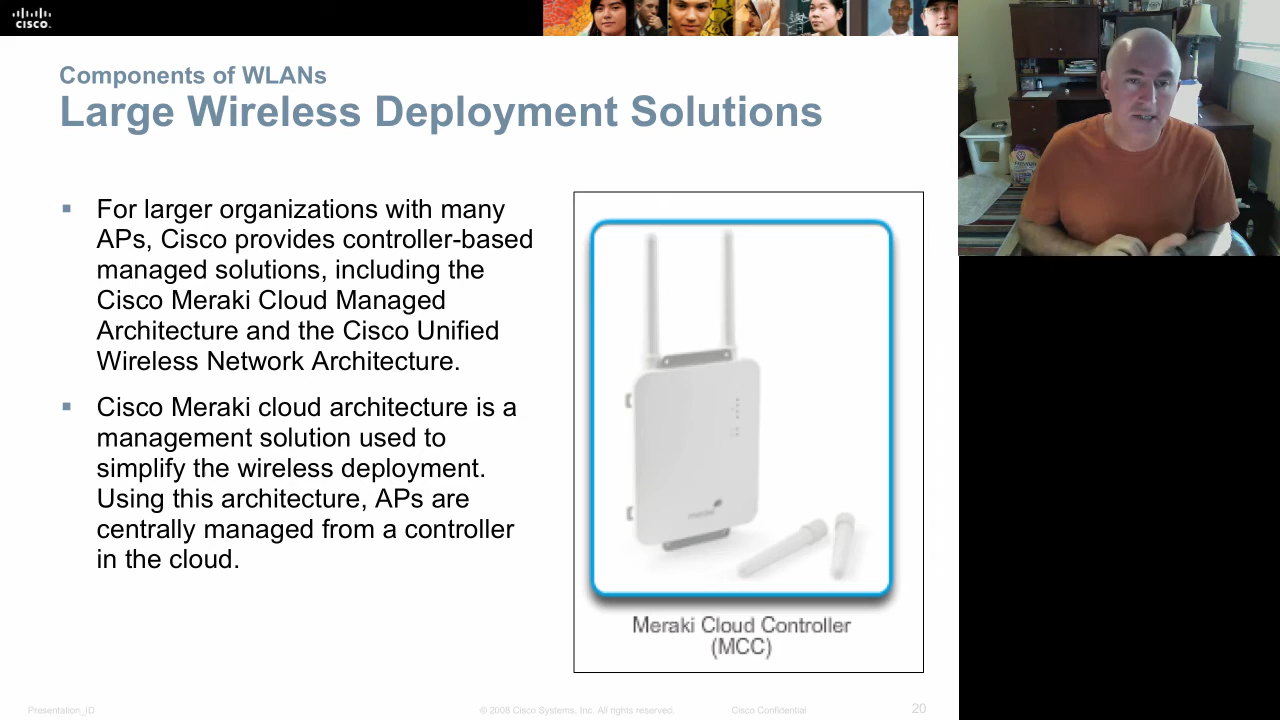 CISCO.
Components of WLANs
Large Wireless Deployment Solutions
For larger organizations with many
APs, Cisco provides controller-based
managed solutions, including the
Cisco Meraki Cloud Managed
Architecture and the Cisco Unified
Wireless Network Architecture.
Cisco Meraki cloud architecture is a
management solution used to
simplify the wireless deployment.
Using this architecture, APs are
centrally managed from a controller
in the cloud.
Meraki Cloud Controller
(MCC)
Presentation_ID
© 2008 Cisco Systems, Inc. All rights reserved.
Cisco Confidential
20